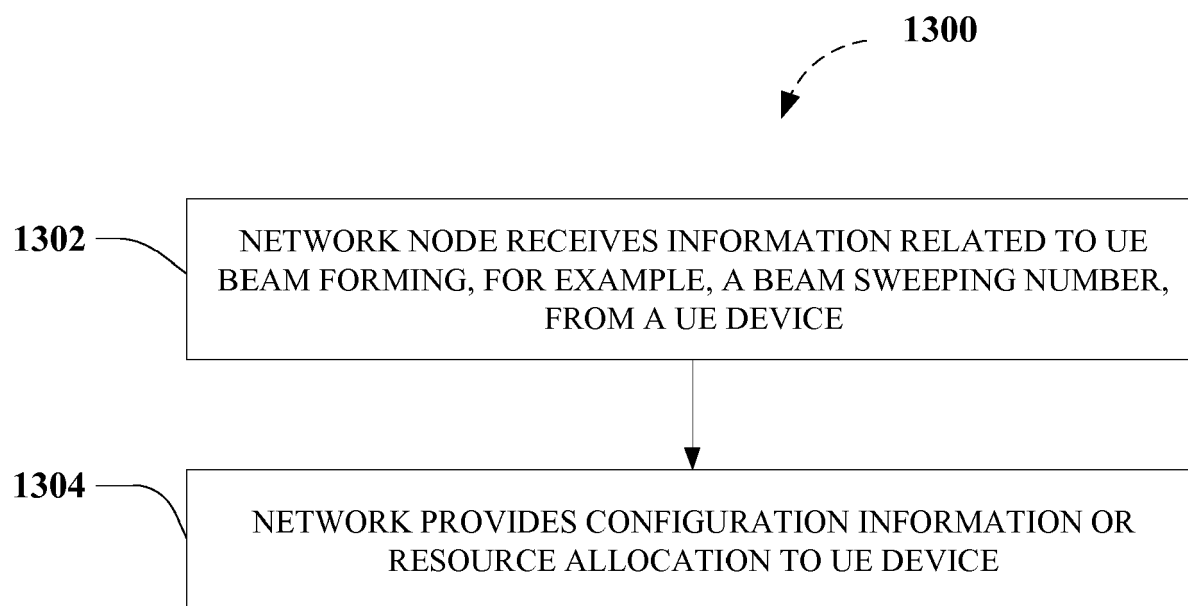 1300
1302
NETWORK NODE RECEIVES INFORMATION RELATED TO UE
BEAM FORMING, FOR EXAMPLE, A BEAM SWEEPING NUMBER,
FROM A UE DEVICE
1304
NETWORK PROVIDES CONFIGURATION INFORMATION OR
RESOURCE ALLOCATION TO UE DEVICE